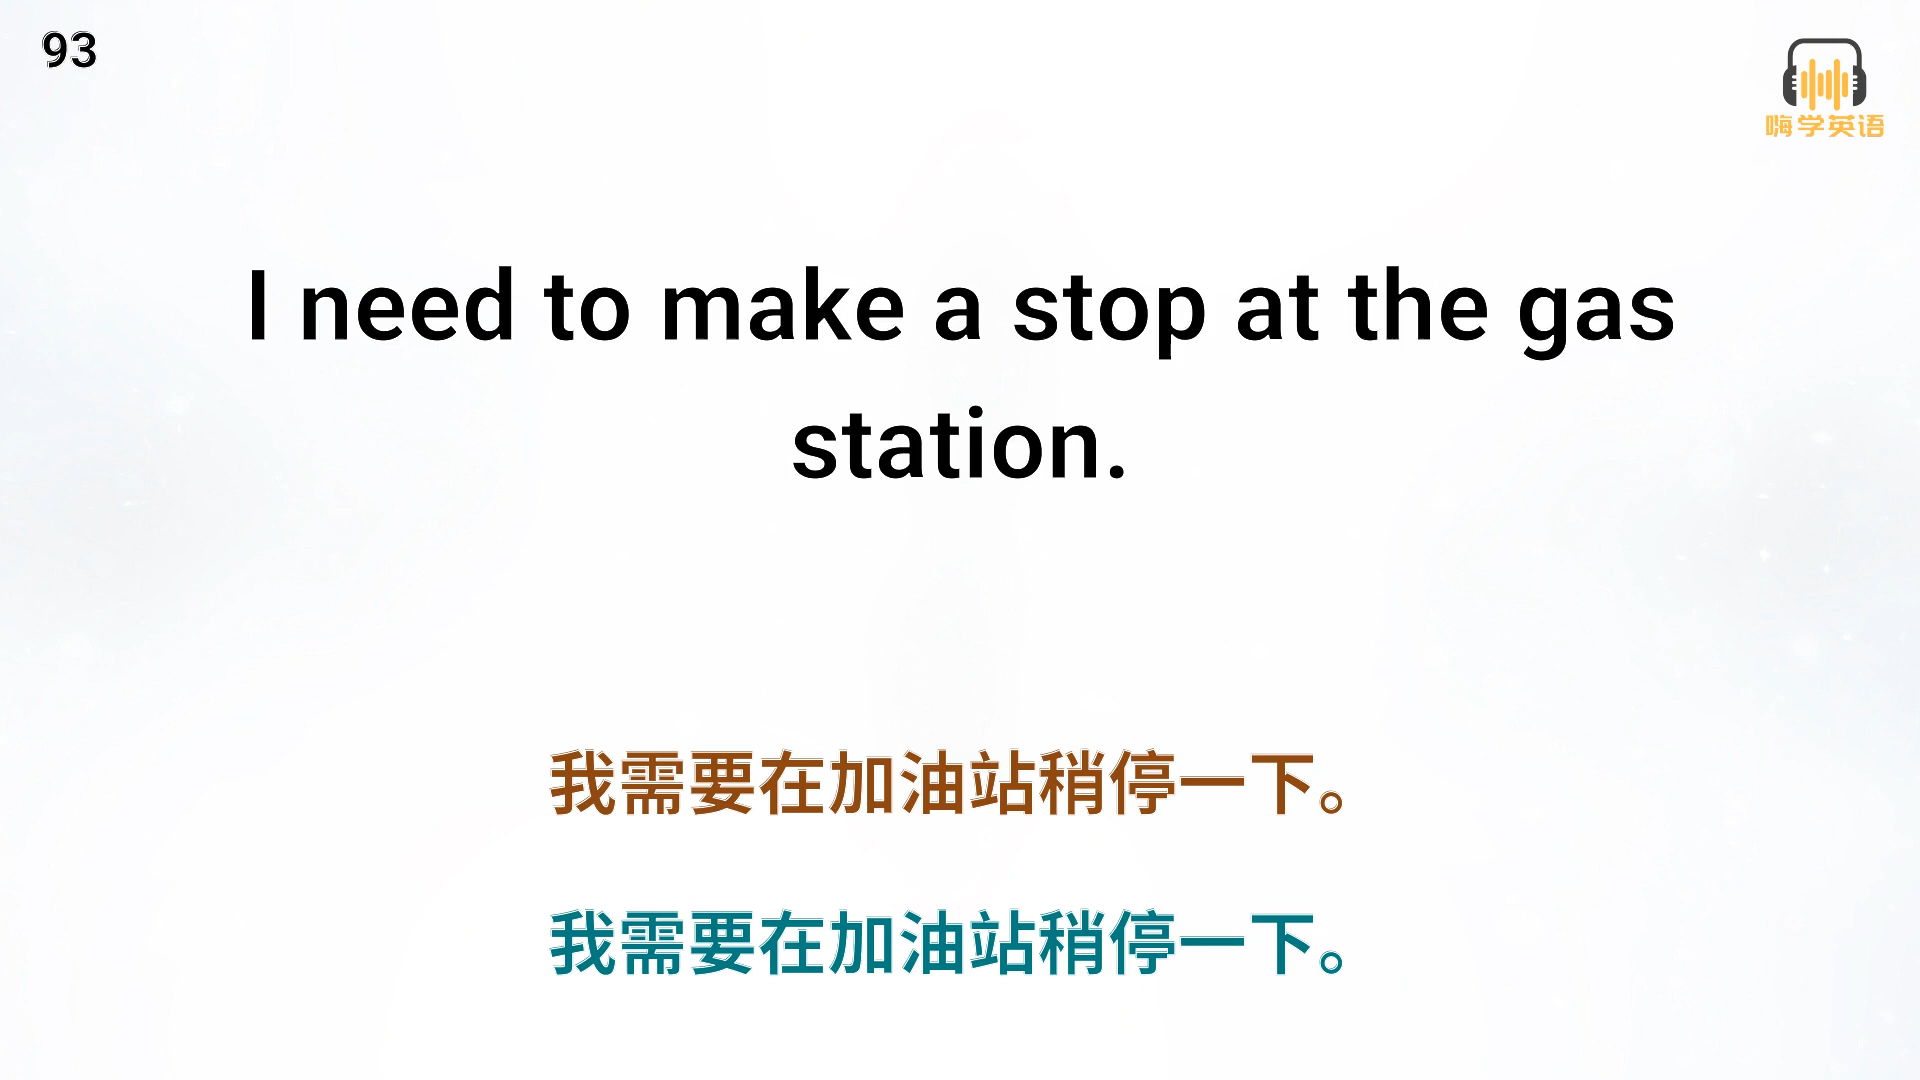 93
嗨学英语
I need to make a stop at the gas
station.
我需要在加油站稍停一下。
我需要在加油站稍停一下。